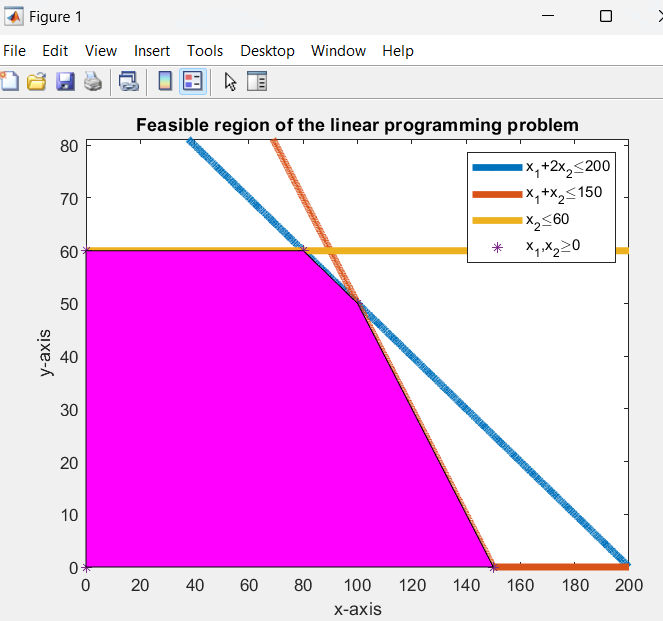 Figure 1
File Edit View Insert Tools Desktop Window Help
Feasible region of the linear programming problem
80
70
60
50
40
30
20
10
0
y-axis
x₁+2x₂≤200
x₁+x₂≤150
x₂≤60
x₁,x₂≥0
0 20 40 60 80 100 120 140 160 180 200
x-axis